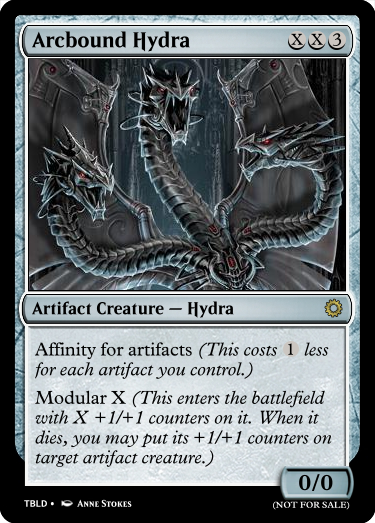 Arcbound Hydra X X 3
Artifact Creature — Hydra
Affinity for artifacts (This costs 1 less
for each artifact you control.)
Modular X (This enters the battlefield
with X +1/+1 counters on it. When it
dies, you may put its +1/+1 counters on
target artifact creature.)
0/0
TBLD • Anne Stokes (NOT FOR SALE)